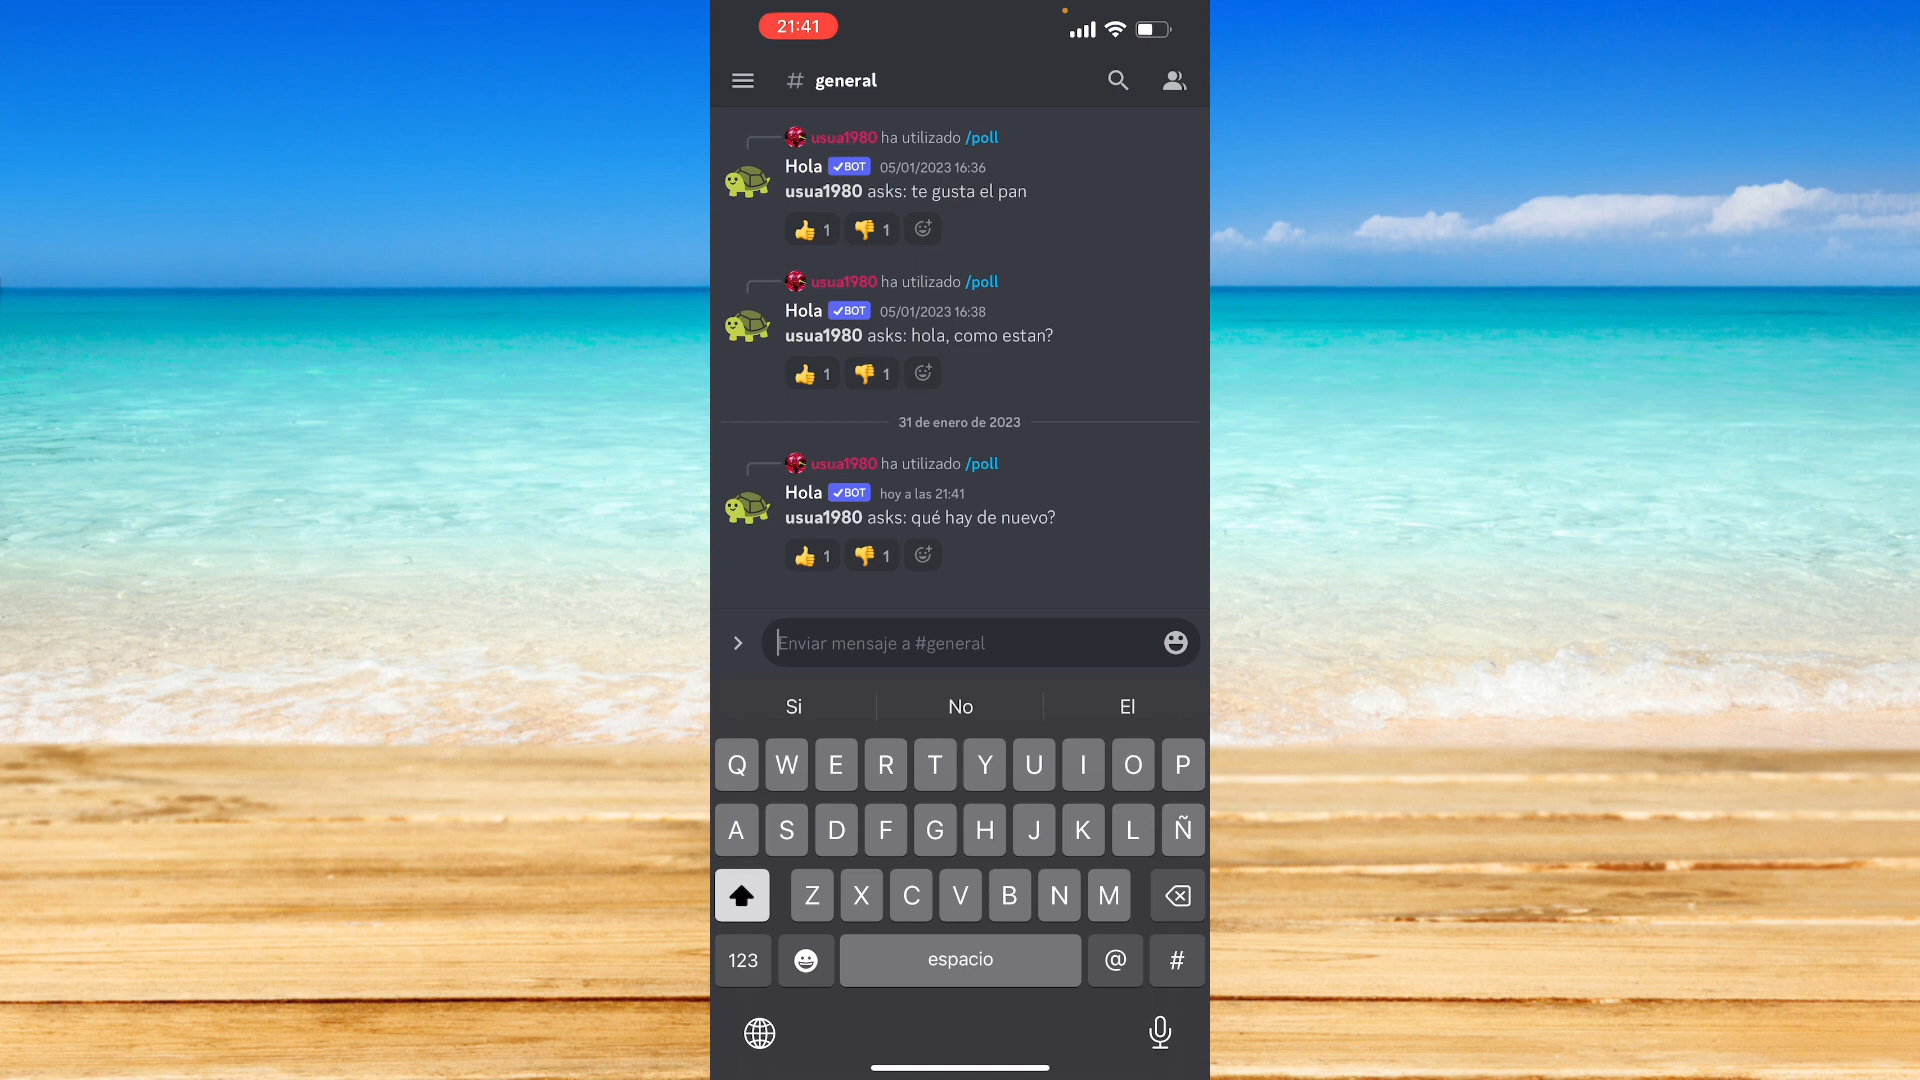 21:41
# general
usua1980 ha utilizado /poll
Hola ✔BOT 05/01/2023 16:36
usua1980 asks: te gusta el pan
👍 1 👎 1
usua1980 ha utilizado /poll
Hola ✔BOT 05/01/2023 16:38
usua1980 asks: hola, como estan?
👍 1 👎 1
31 de enero de 2023
usua1980 ha utilizado /poll
Hola ✔BOT hoy a las 21:41
usua1980 asks: qué hay de nuevo?
👍 1 👎 1
Enviar mensaje a #general
Si No El
Q W E R T Y U I O P
A S D F G H J K L Ñ
Z X C V B N M
123 espacio @ #